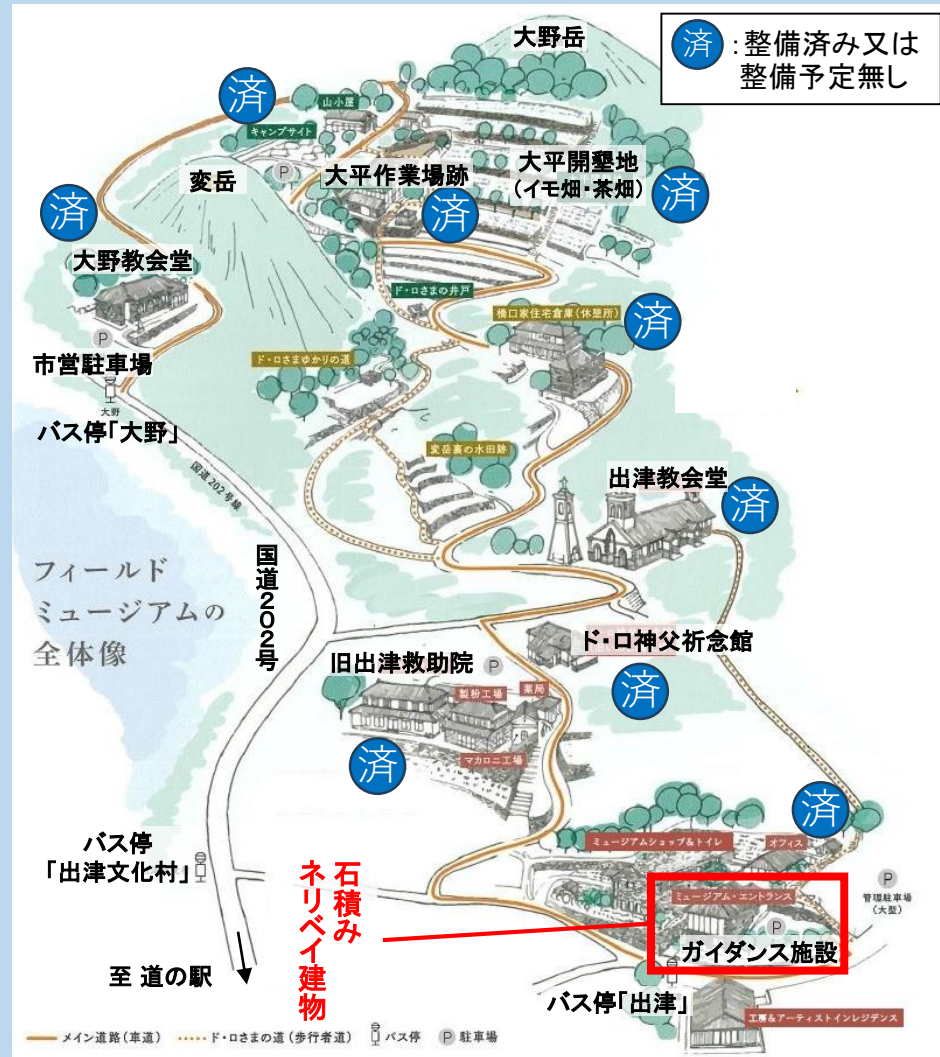 大野岳
済
:整備済み又は
整備予定無し
済
山小屋
キャンプサイト
P
変岳
大平作業場跡
大平開墾地
(イモ畑・茶畑)
済
済
済
大野教会堂
ド・ロさまの井戸
橋口家住宅倉庫(休憩所)
済
P
市営駐車場
大野
バス停「大野」
ド・ロさまゆかりの道
国道202号線
変岳裏の水田跡
出津教会堂
済
フィールド
ミュージアムの
全体像
国道202号
ド・ロ神父祈念館
済
旧出津救助院
P
製粉工場
薬局
マカロニ工場
済
済
バス停
「出津文化村」
ミュージアムショップ&トイレ
オフィス
石積み
ネリベイ建物
ミュージアム・エントランス
P
ガイダンス施設
P
管理駐車場
(大型)
至 道の駅
バス停「出津」
工房&アーティストインレジデンス
メイン道路(車道)
ド・ロさまの道(歩行者道)
バス停
P 駐車場